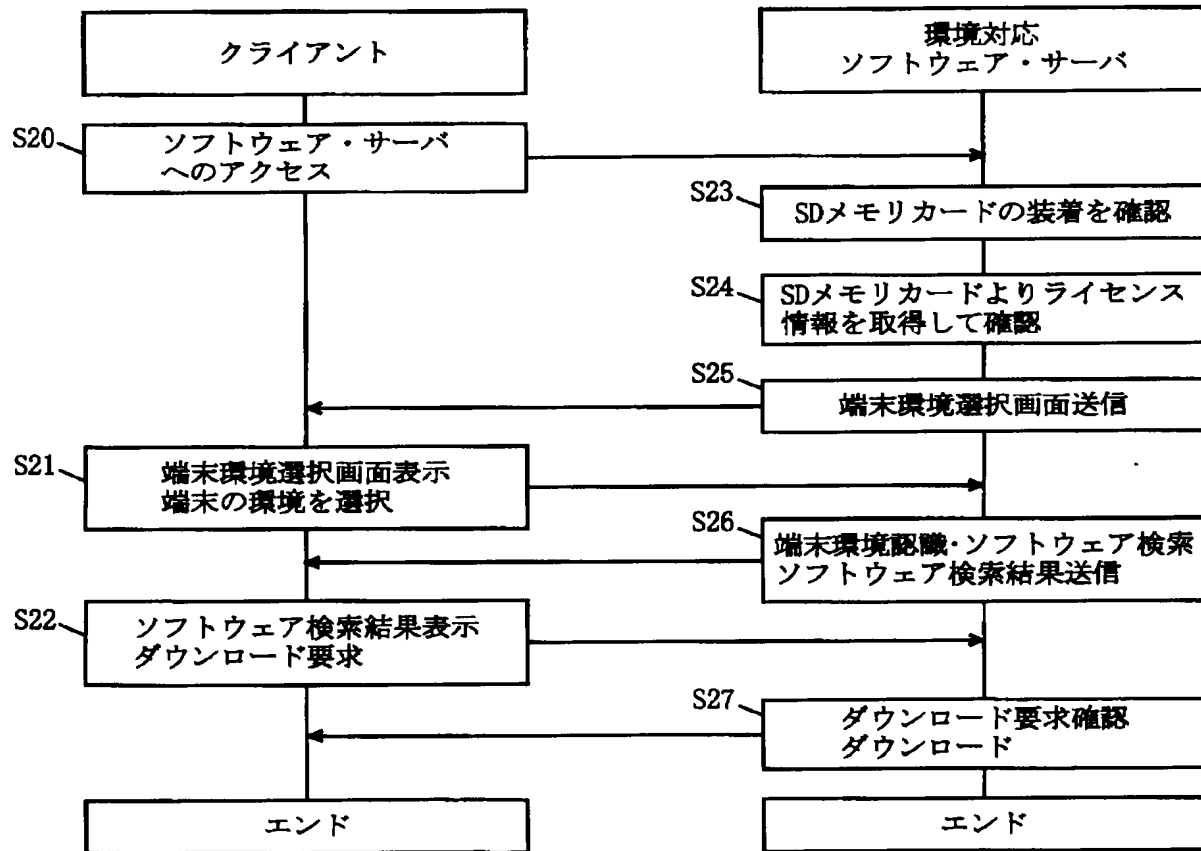 クライアント
環境対応
ソフトウェア・サーバ
S20
ソフトウェア・サーバ
へのアクセス
S23
SDメモリカードの装着を確認
S24
SDメモリカードよりライセンス
情報を取得して確認
S25
端末環境選択画面送信
S21
端末環境選択画面表示
端末の環境を選択
S26
端末環境認識・ソフトウェア検索
ソフトウェア検索結果送信
S22
ソフトウェア検索結果表示
ダウンロード要求
S27
ダウンロード要求確認
ダウンロード
エンド
エンド